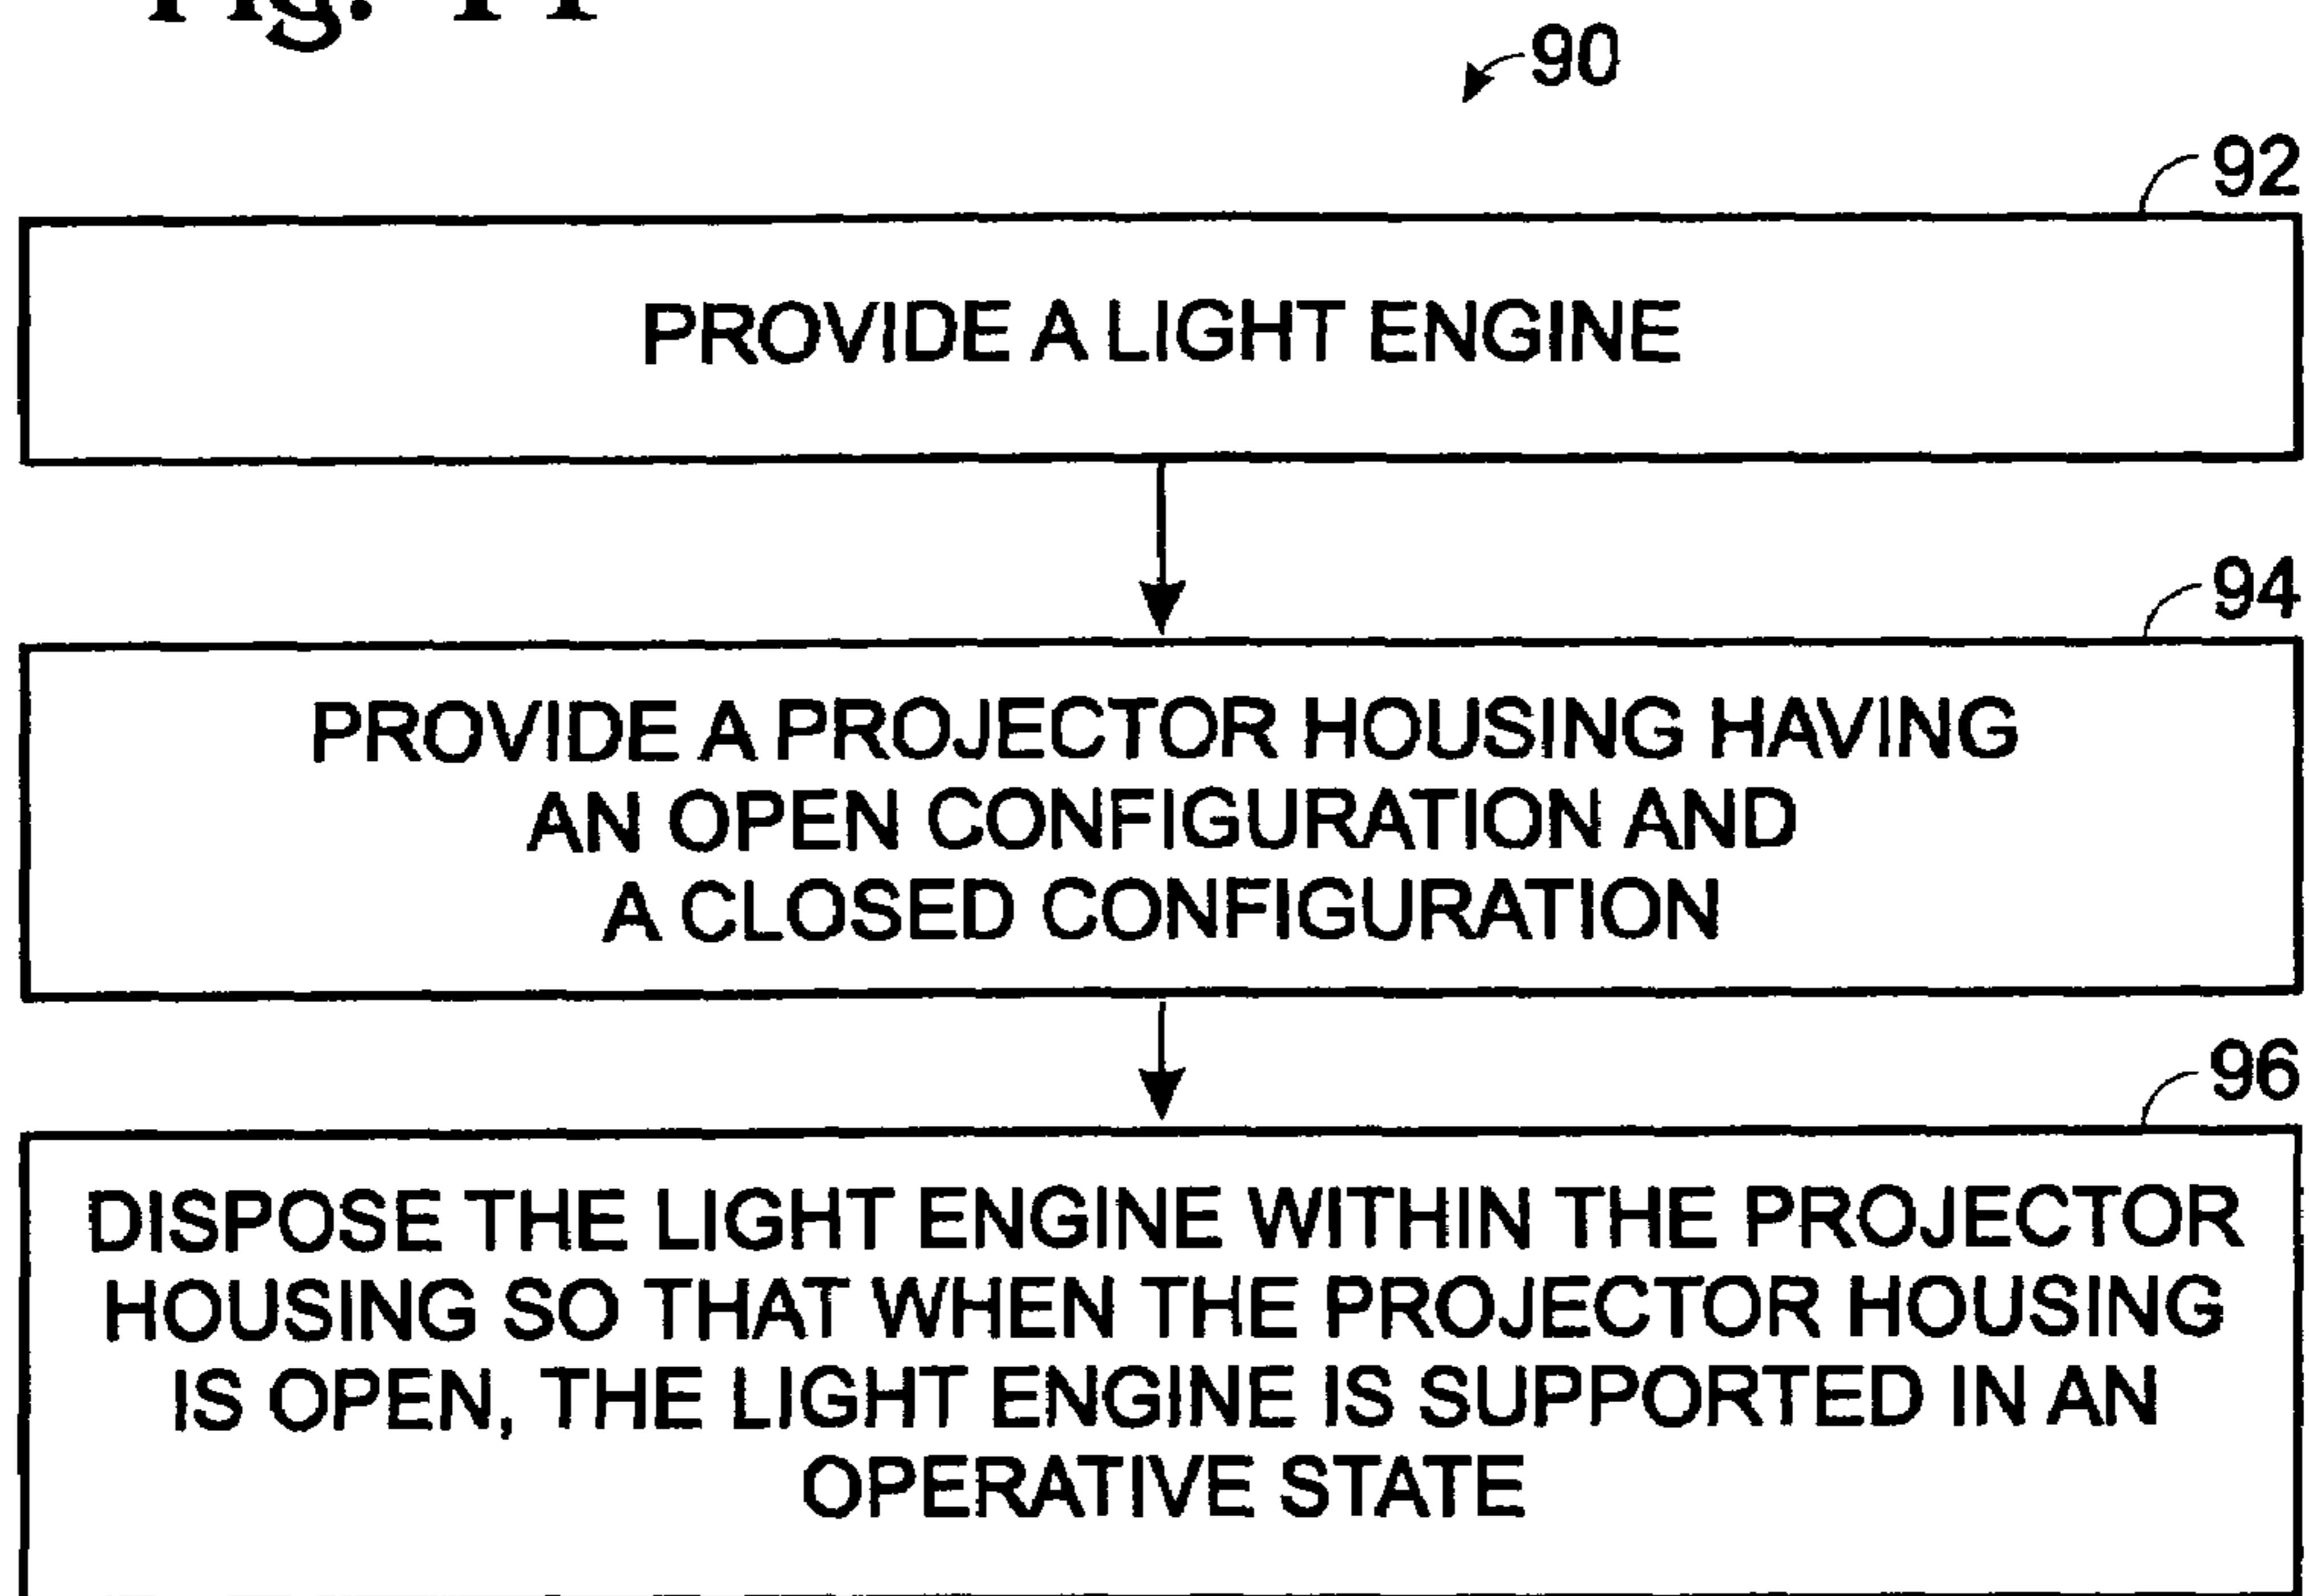 Fig.
90
92
PROVIDE A LIGHT ENGINE
94
PROVIDE A PROJECTOR HOUSING HAVING
AN OPEN CONFIGURATION AND
A CLOSED CONFIGURATION
96
DISPOSE THE LIGHT ENGINE WITHIN THE PROJECTOR
HOUSING SO THAT WHEN THE PROJECTOR HOUSING
IS OPEN, THE LIGHT ENGINE IS SUPPORTED IN AN
OPERATIVE STATE